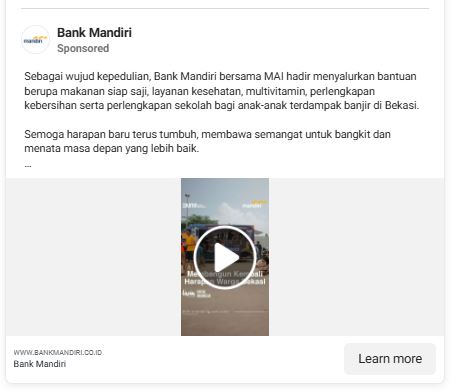 Bank Mandiri
Sponsored
Sebagai wujud kepedulian, Bank Mandiri bersama MAI hadir menyalurkan bantuan
berupa makanan siap saji, layanan kesehatan, multivitamin, perlengkapan
kebersihan serta perlengkapan sekolah bagi anak-anak terdampak banjir di Bekasi.
Semoga harapan baru terus tumbuh, membawa semangat untuk bangkit dan
menata masa depan yang lebih baik.
...
mandiri
Membangun Kembali
Harapan Warga Bekasi
WWW.BANKMANDIRI.CO.ID
Bank Mandiri
Learn more